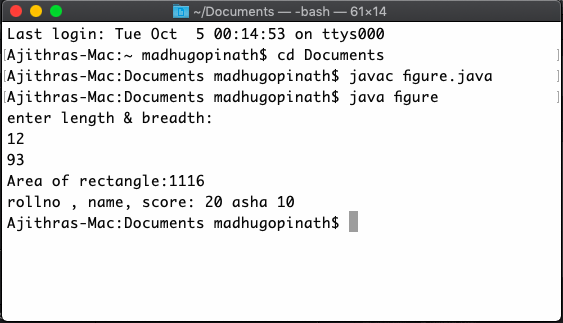 ~/Documents — -bash — 61×14
Last login: Tue Oct  5 00:14:53 on ttys000
[Ajithras-Mac:~ madhugopinath$ cd Documents ]
[Ajithras-Mac:Documents madhugopinath$ javac figure.java ]
[Ajithras-Mac:Documents madhugopinath$ java figure ]
enter length & breadth:
12
93
Area of rectangle:1116
rollno , name, score: 20 asha 10
Ajithras-Mac:Documents madhugopinath$